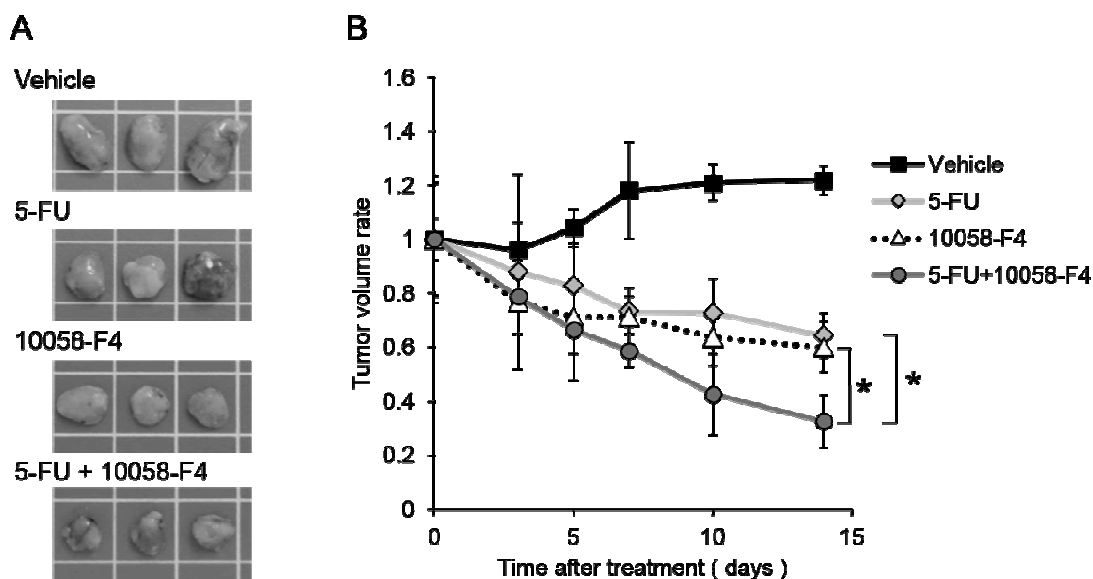 A
Vehicle
5-FU
10058-F4
5-FU + 10058-F4
B
Tumor volume rate
1.6
1.4
1.2
1
0.8
0.6
0.4
0.2
0
0
5
10
15
Time after treatment ( days )
Vehicle
5-FU
10058-F4
5-FU+10058-F4
*
*